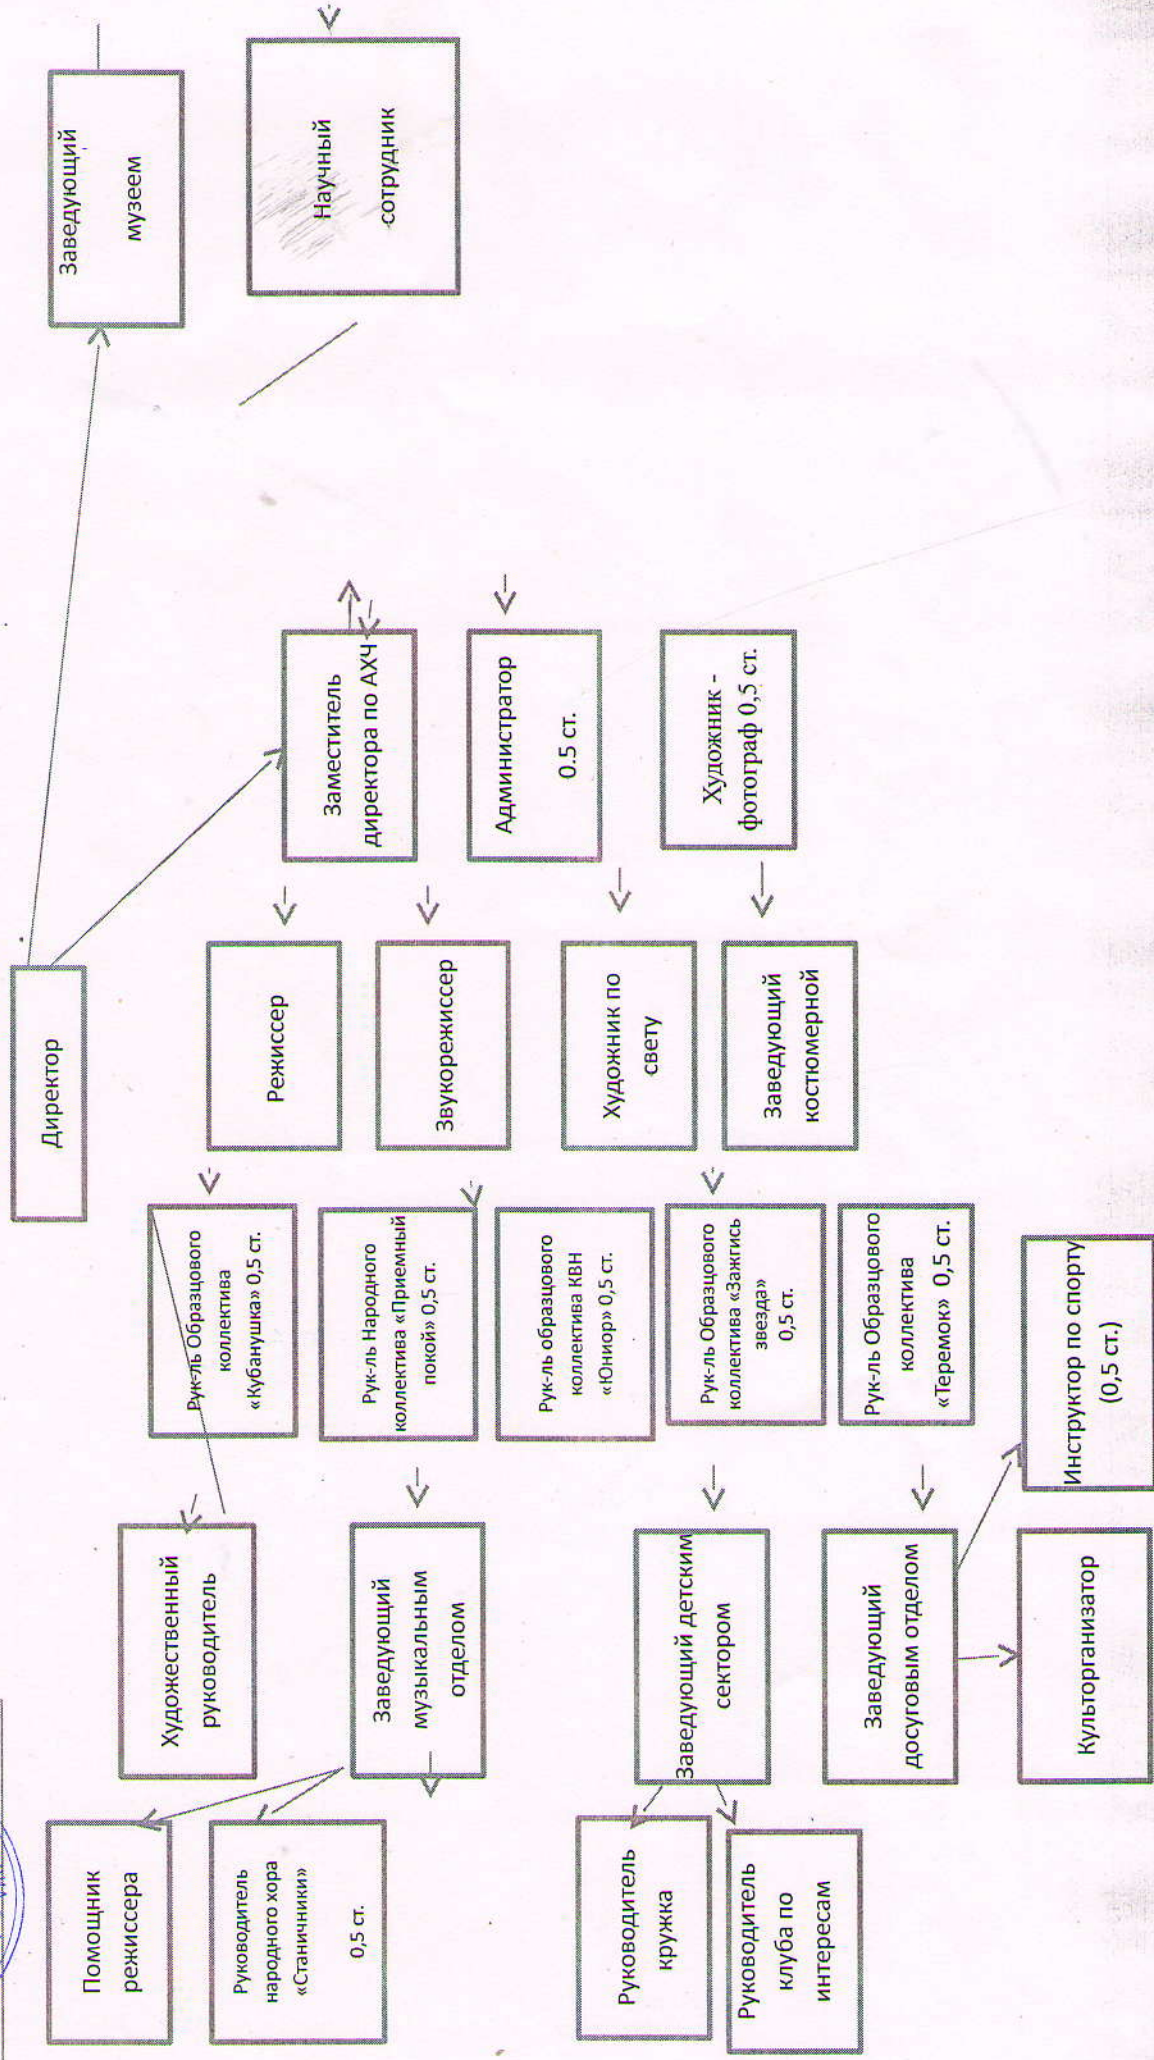 Директор
Заведующий
музеем
Научный
сотрудник
Заместитель
директора по АХЧ
Администратор
0.5 ст.
Художник -
фотограф 0,5 ст.
Режиссер
Звукорежиссер
Художник по
свету
Заведующий
костюмерной
Рук-ль Образцового
коллектива
«Кубанушка» 0,5 ст.
Рук-ль Народного
коллектива «Приемный
покой» 0,5 ст.
Рук-ль образцового
коллектива КВН
«Юниор» 0,5 ст.
Рук-ль Образцового
коллектива «Зажгись
звезда»
0,5 ст.
Рук-ль Образцового
коллектива
«Теремок» 0,5 ст.
Художественный
руководитель
Заведующий
музыкальным
отделом
Заведующий детским
сектором
Заведующий
досуговым отделом
Инструктор по спорту
(0,5 ст.)
Культорганизатор
Помощник
режиссера
Руководитель
народного хора
«Станичники»
0,5 ст.
Руководитель
кружка
Руководитель
клуба по
интересам